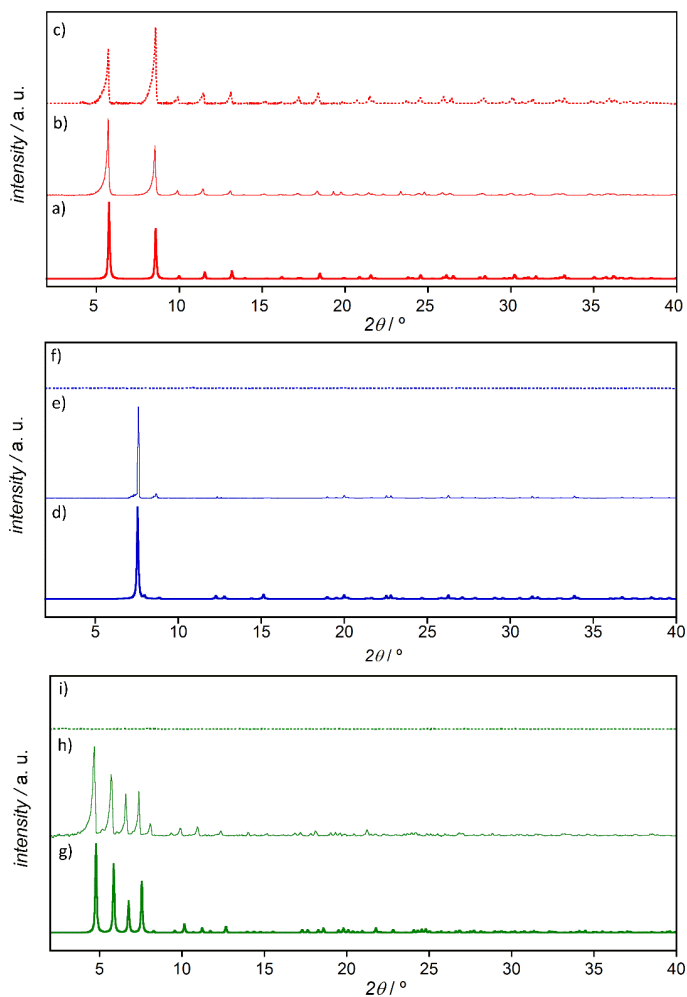 c)
b)
a)
intensity / a. u.
5 10 15 20 25 30 35 40
2θ / º
f)
e)
d)
intensity / a. u.
5 10 15 20 25 30 35 40
2θ / º
i)
h)
g)
intensity / a. u.
5 10 15 20 25 30 35 40
2θ / º